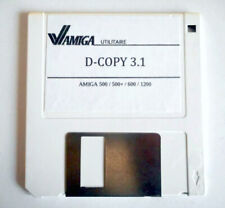 AMIGA UTILITAIRE
D-COPY 3.1
AMIGA 500 / 500+ / 600 / 1200